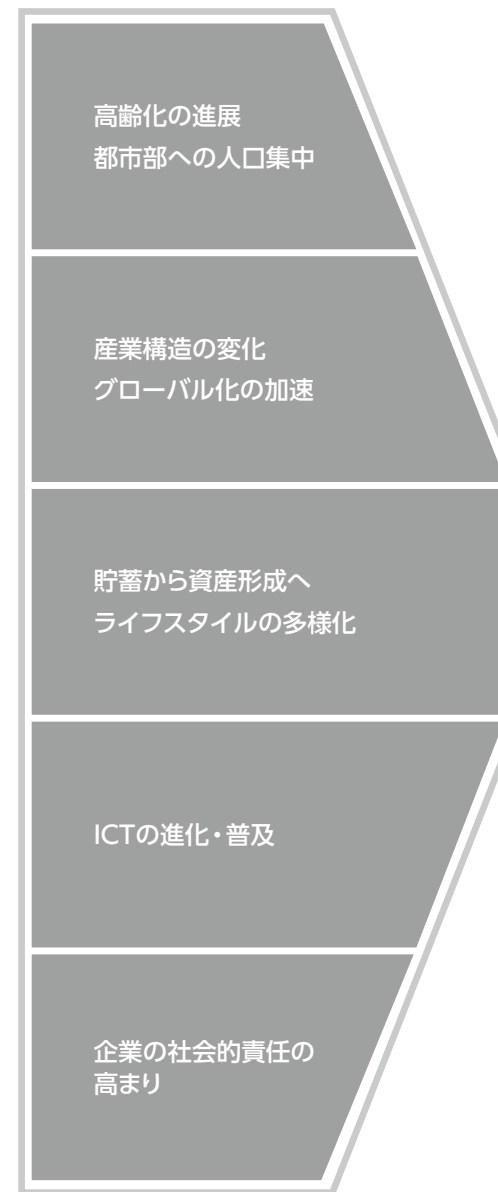 高齢化の進展
都市部への人口集中
産業構造の変化
グローバル化の加速
貯蓄から資産形成へ
ライフスタイルの多様化
ICTの進化・普及
企業の社会的責任の
高まり